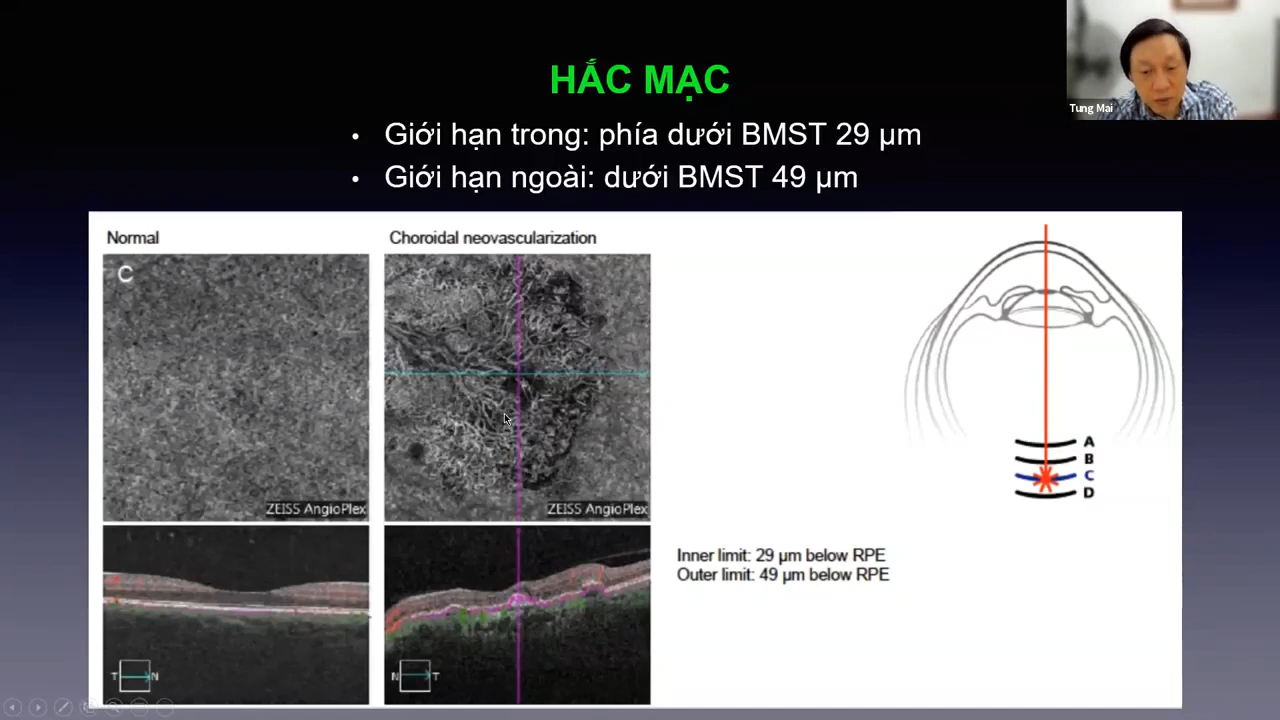 HẮC MẠC
Tung Mai
• Giới hạn trong: phía dưới BMST 29 µm
• Giới hạn ngoài: dưới BMST 49 µm
Normal
Choroidal neovascularization
C
ZEISS AngioPlex
ZEISS AngioPlex
A
B
C
D
Inner limit: 29 µm below RPE
Outer limit: 49 µm below RPE
T N
N T